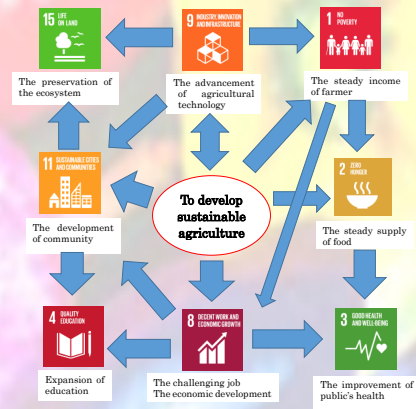 15 LIFE
ON LAND
The preservation of
the ecosystem
9 INDUSTRY, INNOVATION
AND INFRASTRUCTURE
The advancement
of agricultural
technology
1 NO
POVERTY
The steady income
of farmer
11 SUSTAINABLE CITIES
AND COMMUNITIES
The development
of community
To develop
sustainable
agriculture
2 ZERO
HUNGER
The steady supply
of food
4 QUALITY
EDUCATION
Expansion of
education
8 DECENT WORK AND
ECONOMIC GROWTH
The challenging job
The economic development
3 GOOD HEALTH
AND WELL-BEING
The improvement of
public's health